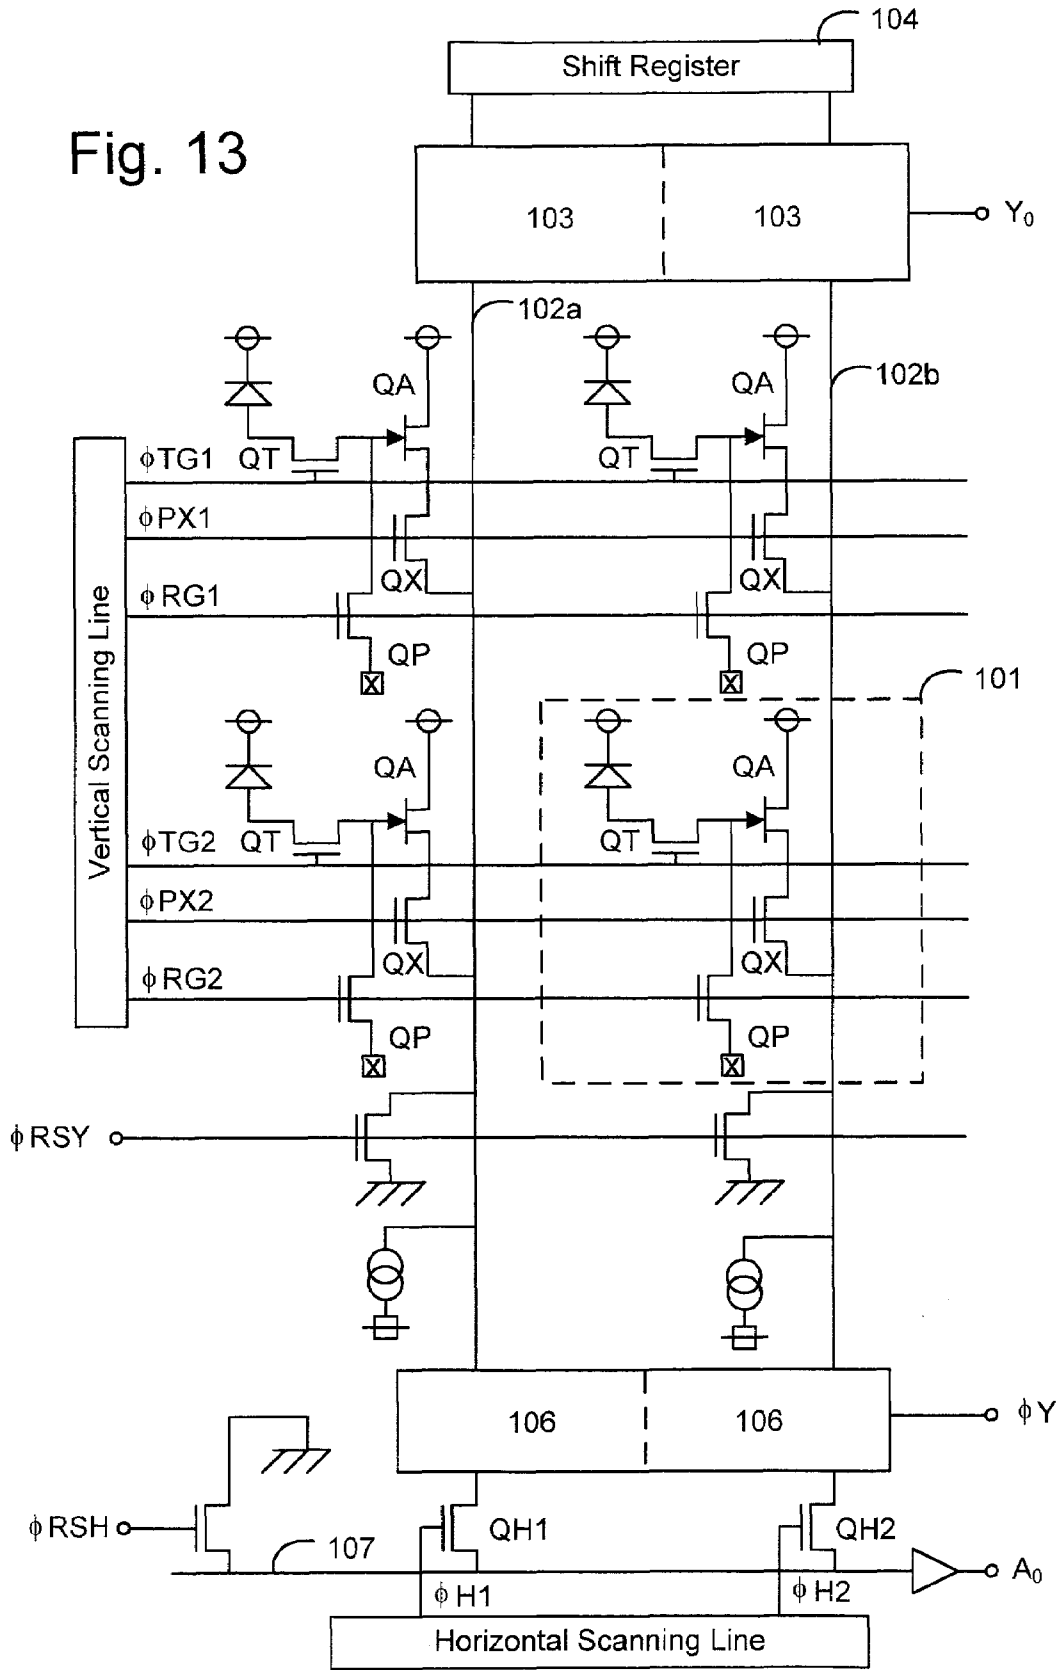 104
Shift Register
Fig. 13
103 103 Y₀
102a
102b
QA QA
φTG1 QT QT
φPX1
QX QX
φRG1
QP QP
X X
101
Vertical Scanning Line
QA QA
φTG2 QT QT
φPX2
QX QX
φRG2
QP QP
X X
φRSY
106 106 φY
φRSH QH1 QH2
107
A₀
φH1 φH2
Horizontal Scanning Line